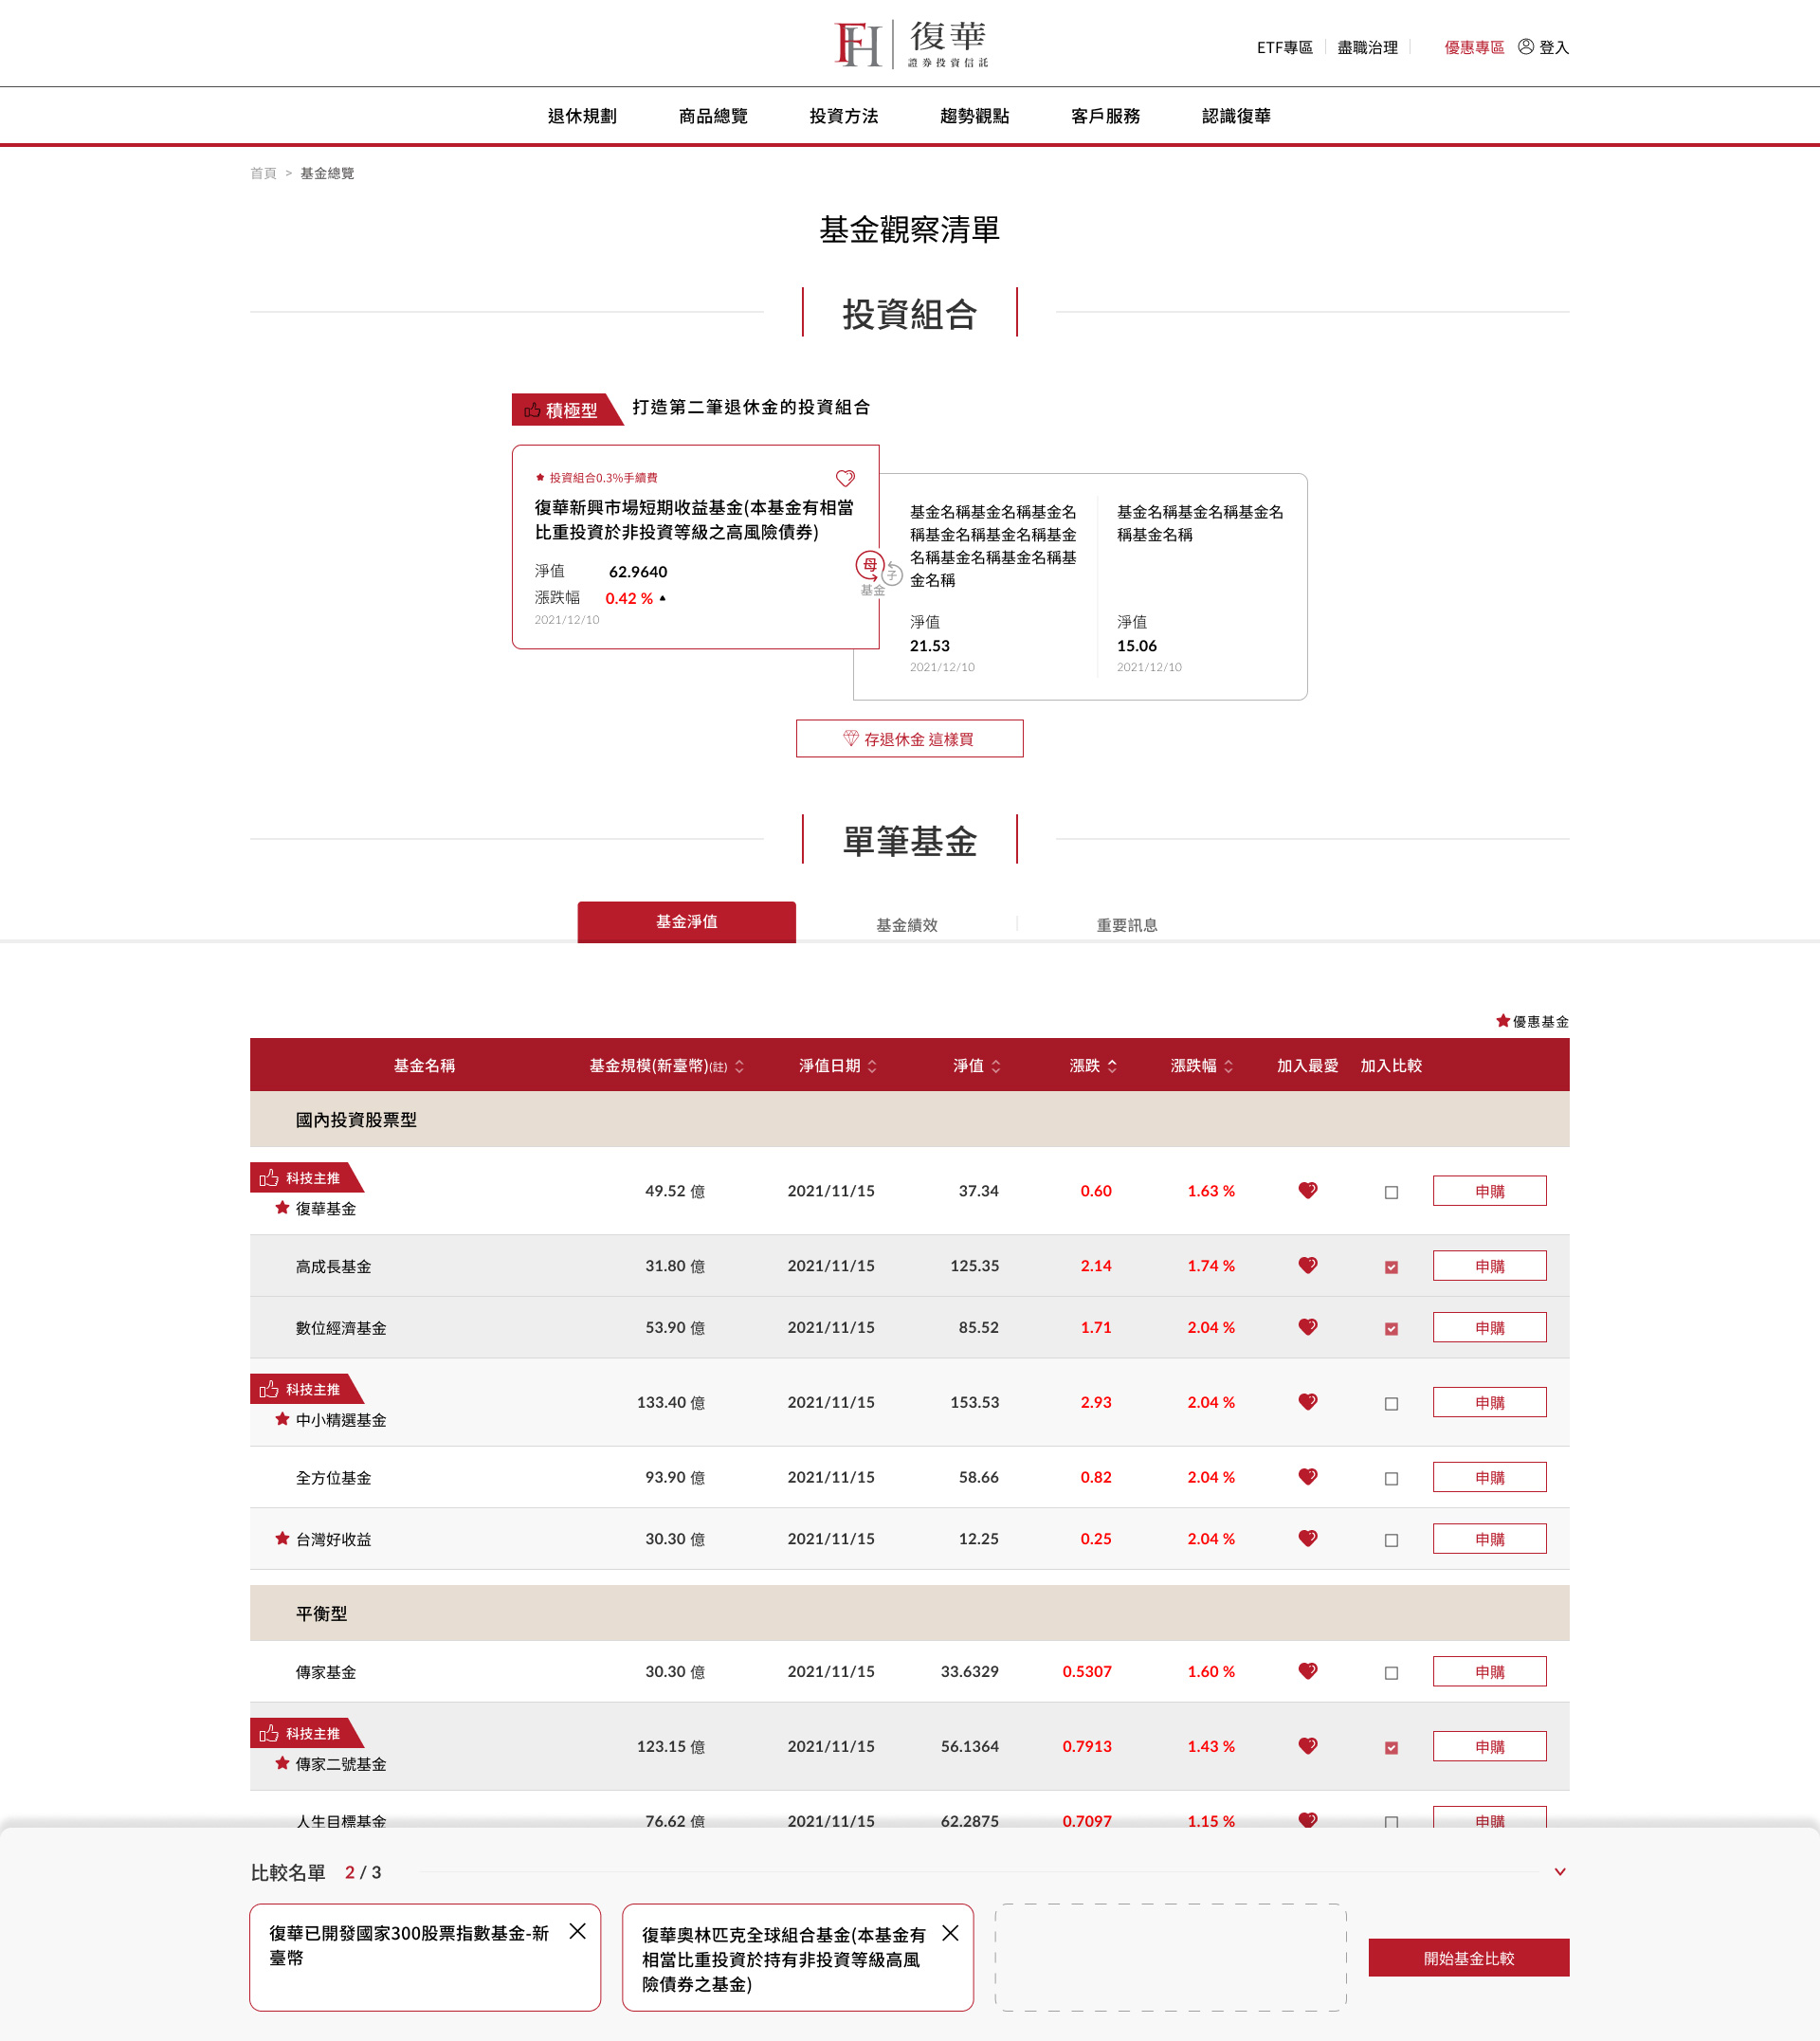 FH 復華
證券投資信託
ETF專區 盡職治理 優惠專區 登入
退休規劃 商品總覽 投資方法 趨勢觀點 客戶服務 認識復華
首頁 > 基金總覽
基金觀察清單
投資組合
積極型 打造第二筆退休金的投資組合
投資組合0.3%手續費
復華新興市場短期收益基金(本基金有相當
比重投資於非投資等級之高風險債券)
淨值 62.9640
漲跌幅 0.42 %
2021/12/10
母
子
基金
基金名稱基金名稱基金名
稱基金名稱基金名稱基金
名稱基金名稱基金名稱基
金名稱
淨值
21.53
2021/12/10
基金名稱基金名稱基金名
稱基金名稱
淨值
15.06
2021/12/10
存退休金 這樣買
單筆基金
基金淨值 基金績效 重要訊息
優惠基金
基金名稱 基金規模(新臺幣)(註) 淨值日期 淨值 漲跌 漲跌幅 加入最愛 加入比較
國內投資股票型
科技主推
復華基金 49.52 億 2021/11/15 37.34 0.60 1.63 % 申購
高成長基金 31.80 億 2021/11/15 125.35 2.14 1.74 % 申購
數位經濟基金 53.90 億 2021/11/15 85.52 1.71 2.04 % 申購
科技主推
中小精選基金 133.40 億 2021/11/15 153.53 2.93 2.04 % 申購
全方位基金 93.90 億 2021/11/15 58.66 0.82 2.04 % 申購
台灣好收益 30.30 億 2021/11/15 12.25 0.25 2.04 % 申購
平衡型
傳家基金 30.30 億 2021/11/15 33.6329 0.5307 1.60 % 申購
科技主推
傳家二號基金 123.15 億 2021/11/15 56.1364 0.7913 1.43 % 申購
人生目標基金 76.62 億 2021/11/15 62.2875 0.7097 1.15 % 申購
比較名單 2 / 3
復華已開發國家300股票指數基金-新
臺幣
復華奧林匹克全球組合基金(本基金有
相當比重投資於持有非投資等級高風
險債券之基金)
開始基金比較